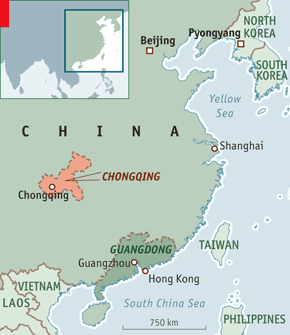 NORTH
KOREA
Beijing
Pyongyang
SOUTH
KOREA
Yellow
Sea
CHINA
Shanghai
CHONGQING
Chongqing
GUANGDONG
TAIWAN
Guangzhou
Hong Kong
VIETNAM
LAOS
South China Sea
PHILIPPINES
750 km